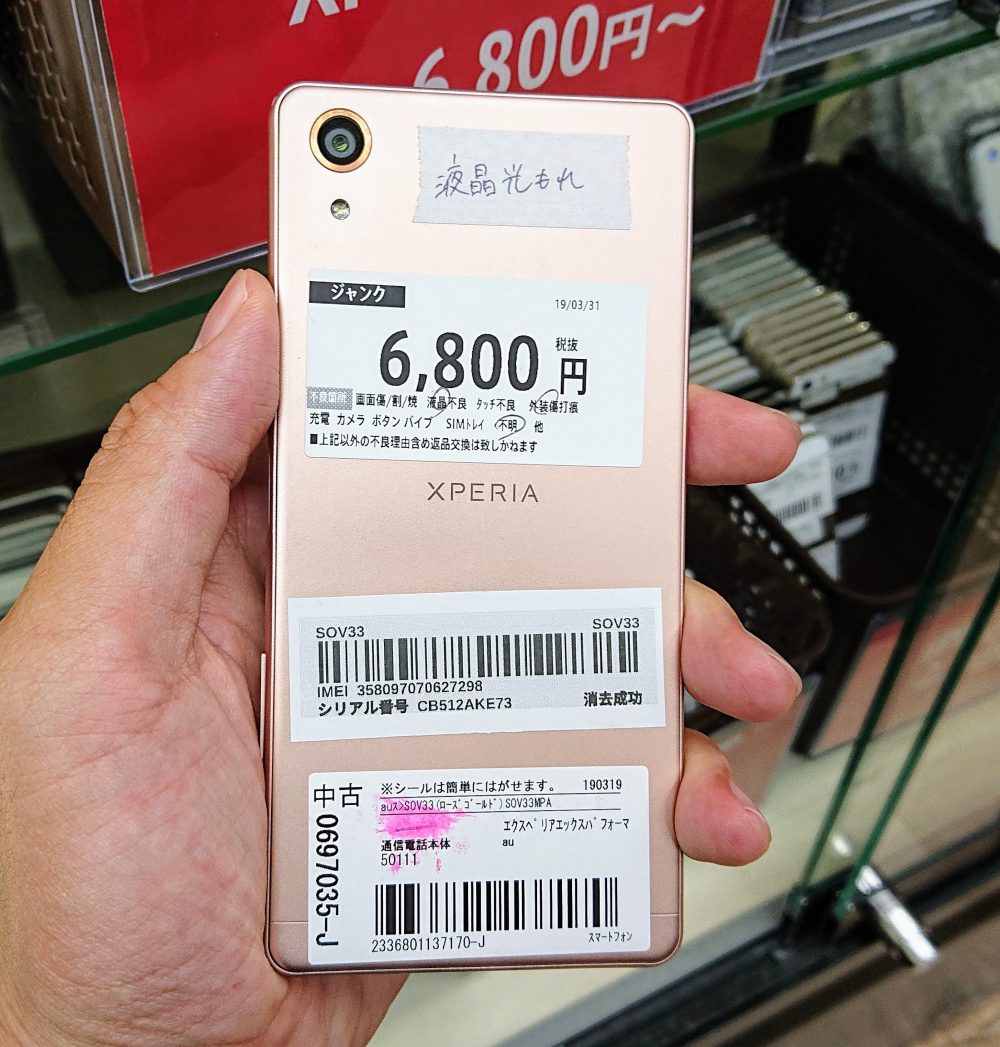 6,800円～
液晶光もれ
ジャンク
19/03/31
6,800円 税抜
不良箇所 画面傷/割/焼 液晶不良 タッチ不良 外装傷打痕
充電 カメラ ボタン バイブ SIMトレイ 不明 他
■上記以外の不良理由含め返品交換は致しかねます
XPERIA
SOV33 SOV33
IMEI 358097070627298
シリアル番号 CB512AKE73 消去成功
中古 0697035-J
※シールは簡単にはがせます。 190319
auｽ>SOV33(ﾛｰｽﾞｺﾞｰﾙﾄﾞ)SOV33MPA
ｴｸｽﾍﾟﾘｱｴｯｸｽﾊﾟﾌｫｰﾏ
通信電話本体 au
50111
2336801137170-J ｽﾏｰﾄﾌｫﾝ